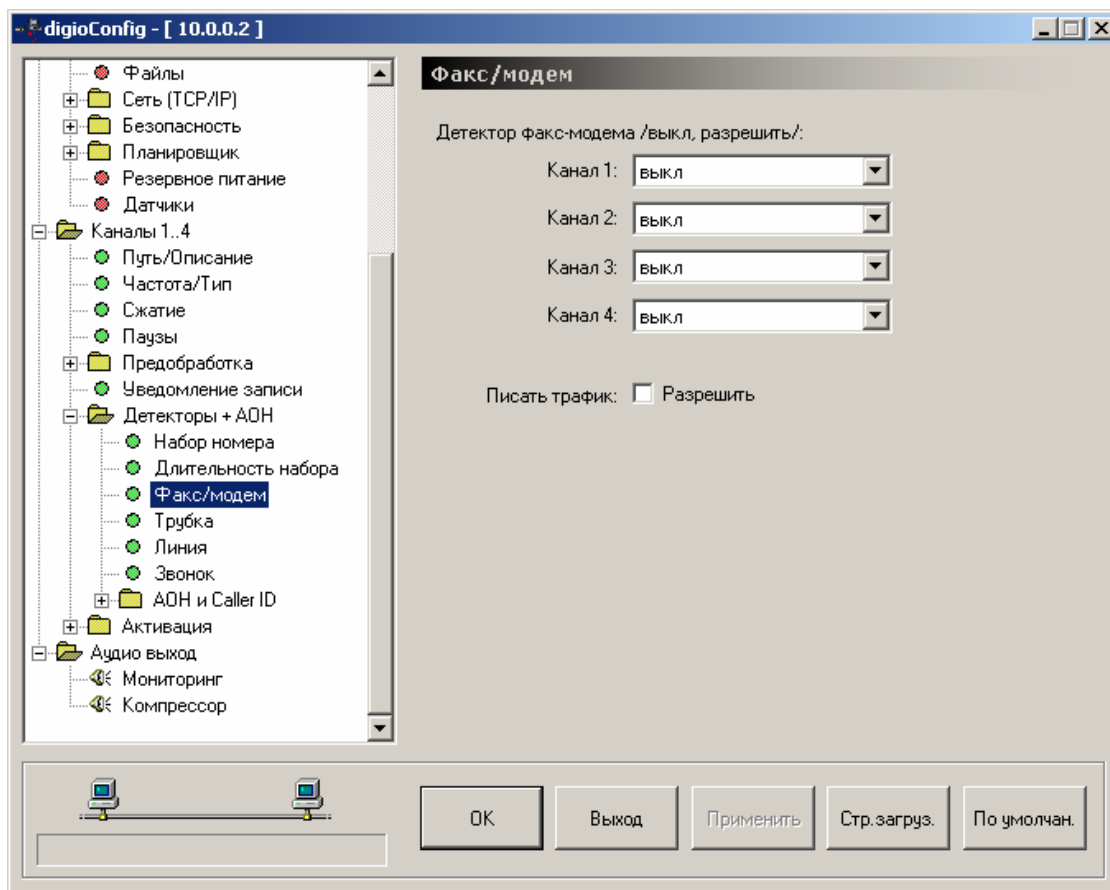 digioConfig - [ 10.0.0.2 ]
Файлы
Сеть (TCP/IP)
Безопасность
Планировщик
Резервное питание
Датчики
Каналы 1..4
Путь/Описание
Частота/Тип
Сжатие
Паузы
Предобработка
Уведомление записи
Детекторы + АОН
Набор номера
Длительность набора
Факс/модем
Трубка
Линия
Звонок
АОН и Caller ID
Активация
Аудио выход
Мониторинг
Компрессор
Факс/модем
Детектор факс-модема /выкл, разрешить/:
Канал 1: выкл
Канал 2: выкл
Канал 3: выкл
Канал 4: выкл
Писать трафик: Разрешить
OK Выход Применить Стр.загруз. По умолчан.